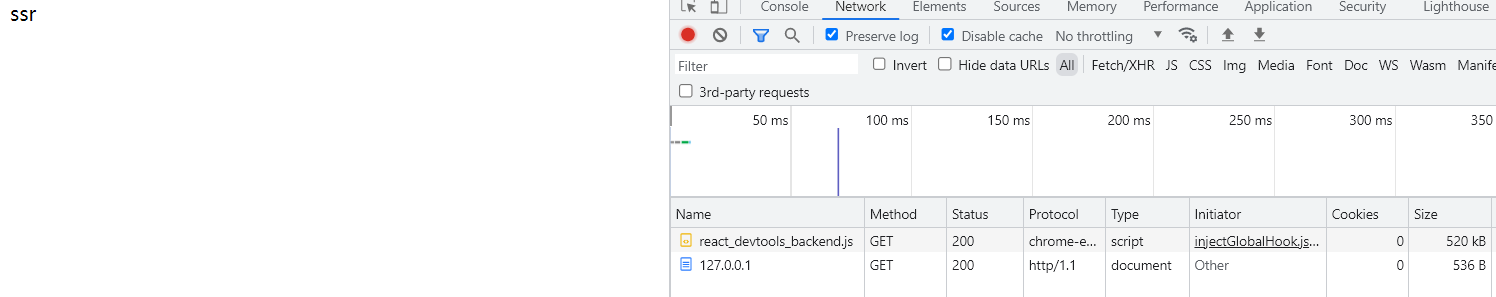 ssr
Console Network Elements Sources Memory Performance Application Security Lighthouse
Preserve log Disable cache No throttling
Filter Invert Hide data URLs All Fetch/XHR JS CSS Img Media Font Doc WS Wasm Manife
3rd-party requests
50 ms 100 ms 150 ms 200 ms 250 ms 300 ms 350
Name Method Status Protocol Type Initiator Cookies Size
react_devtools_backend.js GET 200 chrome-e... script injectGlobalHook.js... 0 520 kB
127.0.0.1 GET 200 http/1.1 document Other 0 536 B